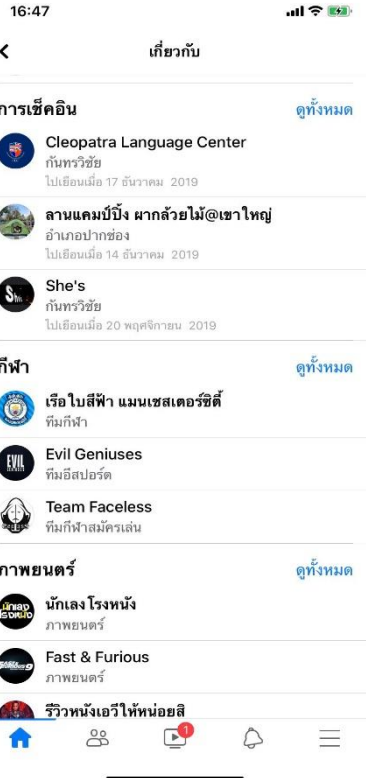 16:47
เกี่ยวกับ
การเช็คอิน
ดูทั้งหมด
Cleopatra Language Center
กันทรวิชัย
ไปเยือนเมื่อ 17 ธันวาคม 2019
ลานแคมป์ปิ้ง ผากล้วยไม้@เขาใหญ่
อำเภอปากช่อง
ไปเยือนเมื่อ 14 ธันวาคม 2019
She's
กันทรวิชัย
ไปเยือนเมื่อ 20 พฤศจิกายน 2019
กีฬา
ดูทั้งหมด
เรือใบสีฟ้า แมนเชสเตอร์ซิตี้
ทีมกีฬา
EVIL
Evil Geniuses
ทีมอีสปอร์ต
Team Faceless
ทีมกีฬาสมัครเล่น
ภาพยนตร์
ดูทั้งหมด
นักเลง
โรงหนัง
นักเลงโรงหนัง
ภาพยนตร์
Fast & Furious
ภาพยนตร์
รีวิวหนังเอวีให้หน่อยสิ
1